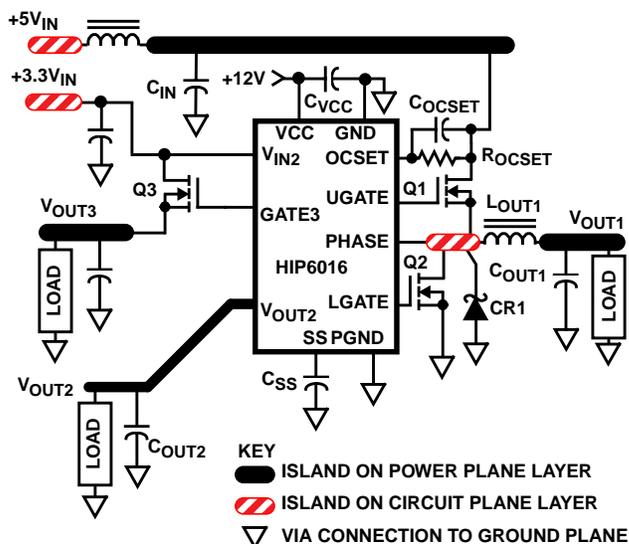 +5VIN
+3.3VIN
CIN
+12V
CVCC
COCSET
VCC GND
VIN2
OCSET
ROCSET
Q3
UGATE
Q1
LOUT1
VOUT3
GATE3
VOUT1
PHASE
LOAD
HIP6016
Q2
COUT1
LOAD
VOUT2
LGATE
CR1
SS PGND
VOUT2
CSS
LOAD
COUT2
KEY
ISLAND ON POWER PLANE LAYER
ISLAND ON CIRCUIT PLANE LAYER
VIA CONNECTION TO GROUND PLANE